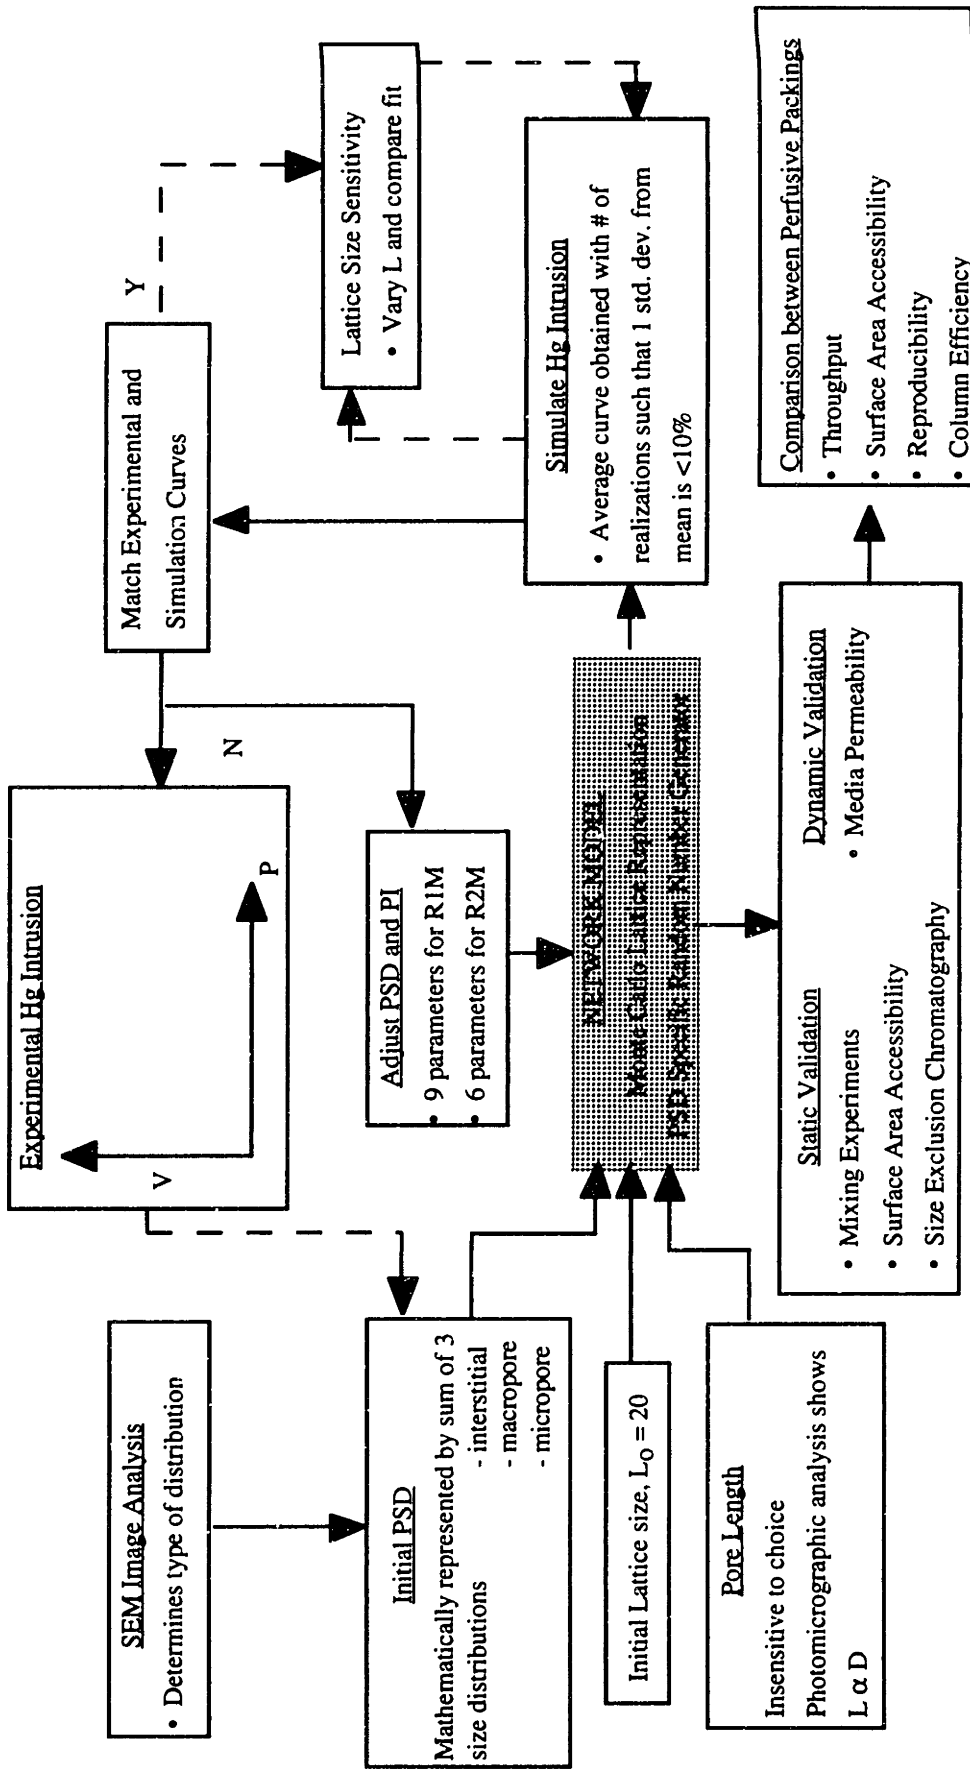 SEM Image Analysis
• Determines type of distribution
Experimental Hg Intrusion
V
P
Match Experimental and
Simulation Curves
Y
N
Lattice Size Sensitivity
• Vary L and compare fit
Initial PSD
Mathematically represented by sum of 3
size distributions
- interstitial
- macropore
- micropore
Adjust PSD and PI
• 9 parameters for R1M
• 6 parameters for R2M
Simulate Hg Intrusion
• Average curve obtained with # of
realizations such that 1 std. dev. from
mean is <10%
Initial Lattice size, Lo = 20
NETWORK MODEL
Monte Carlo Lattice Representation
PSD Specific Random Number Generator
Pore Length
Insensitive to choice
Photomicrographic analysis shows
L α D
Static Validation
• Mixing Experiments
• Surface Area Accessibility
• Size Exclusion Chromatography
Dynamic Validation
• Media Permeability
Comparison between Perfusive Packings
• Throughput
• Surface Area Accessibility
• Reproducibility
• Column Efficiency